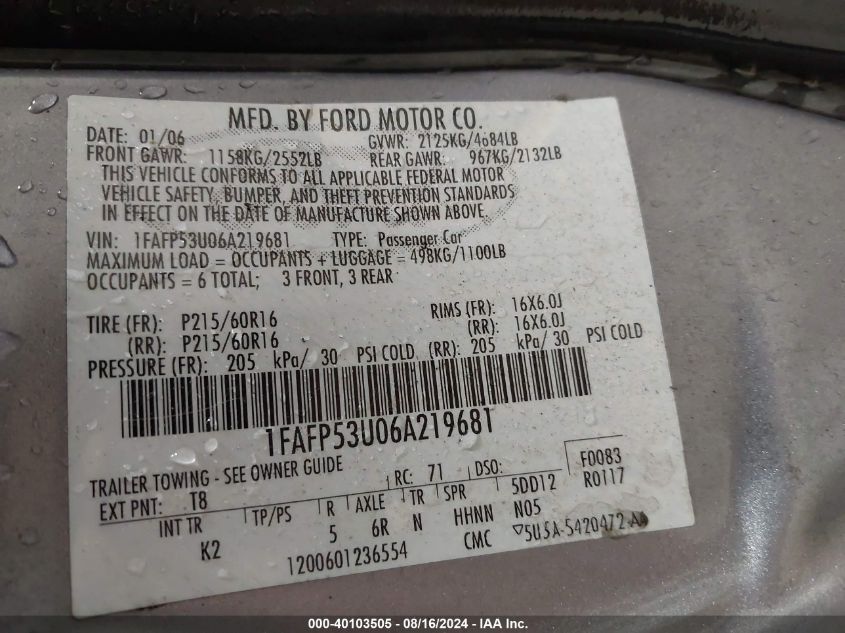 MFD. BY FORD MOTOR CO.
DATE: 01/06 GVWR: 2125KG/4684LB
FRONT GAWR: 1158KG/2552LB REAR GAWR: 967KG/2132LB
THIS VEHICLE CONFORMS TO ALL APPLICABLE FEDERAL MOTOR
VEHICLE SAFETY, BUMPER, AND THEFT PREVENTION STANDARDS
IN EFFECT ON THE DATE OF MANUFACTURE SHOWN ABOVE.
VIN: 1FAFP53U06A219681 TYPE: Passenger Car
MAXIMUM LOAD = OCCUPANTS + LUGGAGE = 498KG/1100LB
OCCUPANTS = 6 TOTAL; 3 FRONT, 3 REAR
TIRE (FR): P215/60R16 RIMS (FR): 16X6.0J
(RR): P215/60R16 (RR): 16X6.0J
PRESSURE (FR): 205 kPa/ 30 PSI COLD (RR): 205 kPa/ 30 PSI COLD
1FAFP53U06A219681
TRAILER TOWING - SEE OWNER GUIDE RC: 71 DSO: F0083
EXT PNT: T8 5DD12 R0117
INT TR TP/PS R AXLE TR SPR N05
K2 5 6R N HHNN
1200601236554 CMC ▽5U5A-5420472-AA
000-40103505 - 08/16/2024 - IAA Inc.